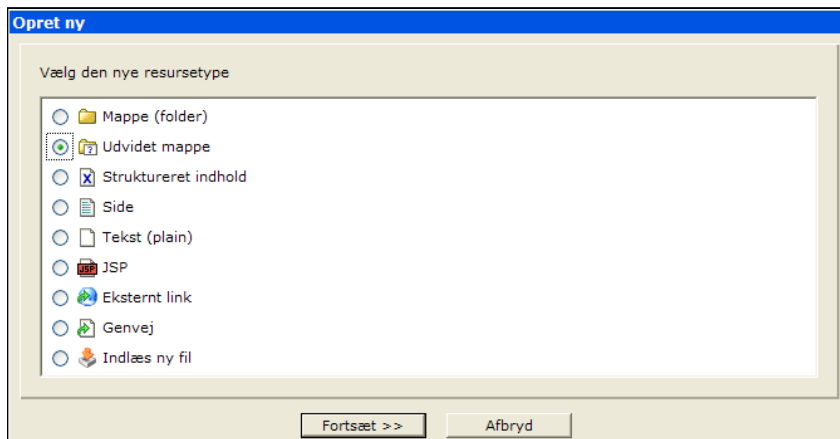 Opret ny
Vælg den nye resursetype
Mappe (folder)
Udvidet mappe
Struktureret indhold
Side
Tekst (plain)
JSP
Eksternt link
Genvej
Indlæs ny fil
Fortsæt >> Afbryd